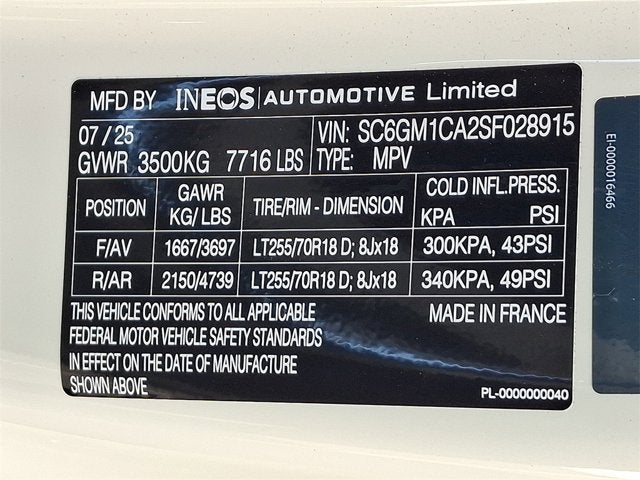 MFD BY INEOS | AUTOMOTIVE Limited
07 / 25 VIN: SC6GM1CA2SF028915
GVWR 3500KG 7716 LBS TYPE: MPV
POSITION GAWR KG/ LBS TIRE/RIM - DIMENSION COLD INFL.PRESS. KPA PSI
F/AV 1667/3697 LT255/70R18 D; 8Jx18 300KPA, 43PSI
R/AR 2150/4739 LT255/70R18 D; 8Jx18 340KPA, 49PSI
THIS VEHICLE CONFORMS TO ALL APPLICABLE MADE IN FRANCE
FEDERAL MOTOR VEHICLE SAFETY STANDARDS
IN EFFECT ON THE DATE OF MANUFACTURE
SHOWN ABOVE PL-0000000040
EI-0000016466